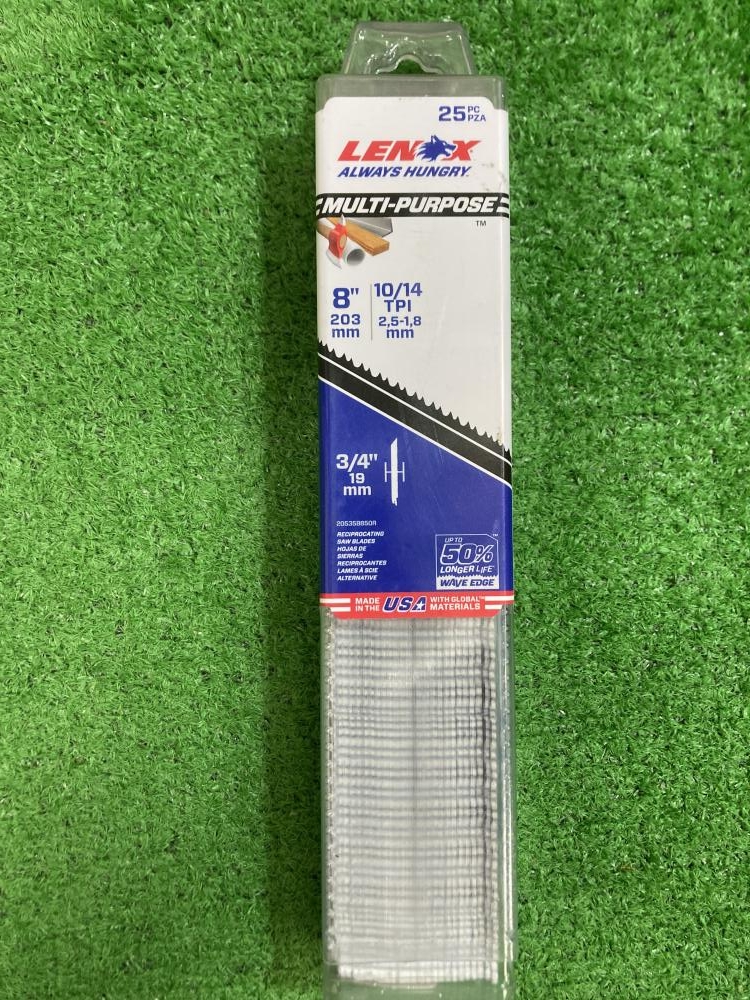 25 PC PZA
LENOX
ALWAYS HUNGRY.
MULTI-PURPOSE
TM
8"
203
mm
10/14
TPI
2,5-1,8
mm
3/4"
19
mm
20535B850R
RECIPROCATING
SAW BLADES
HOJAS DE
SIERRAS
RECIPROCANTES
LAMES À SCIE
ALTERNATIVE
UP TO
50%
LONGER LIFE
WAVE EDGE™
MADE IN THE USA WITH GLOBAL MATERIALS